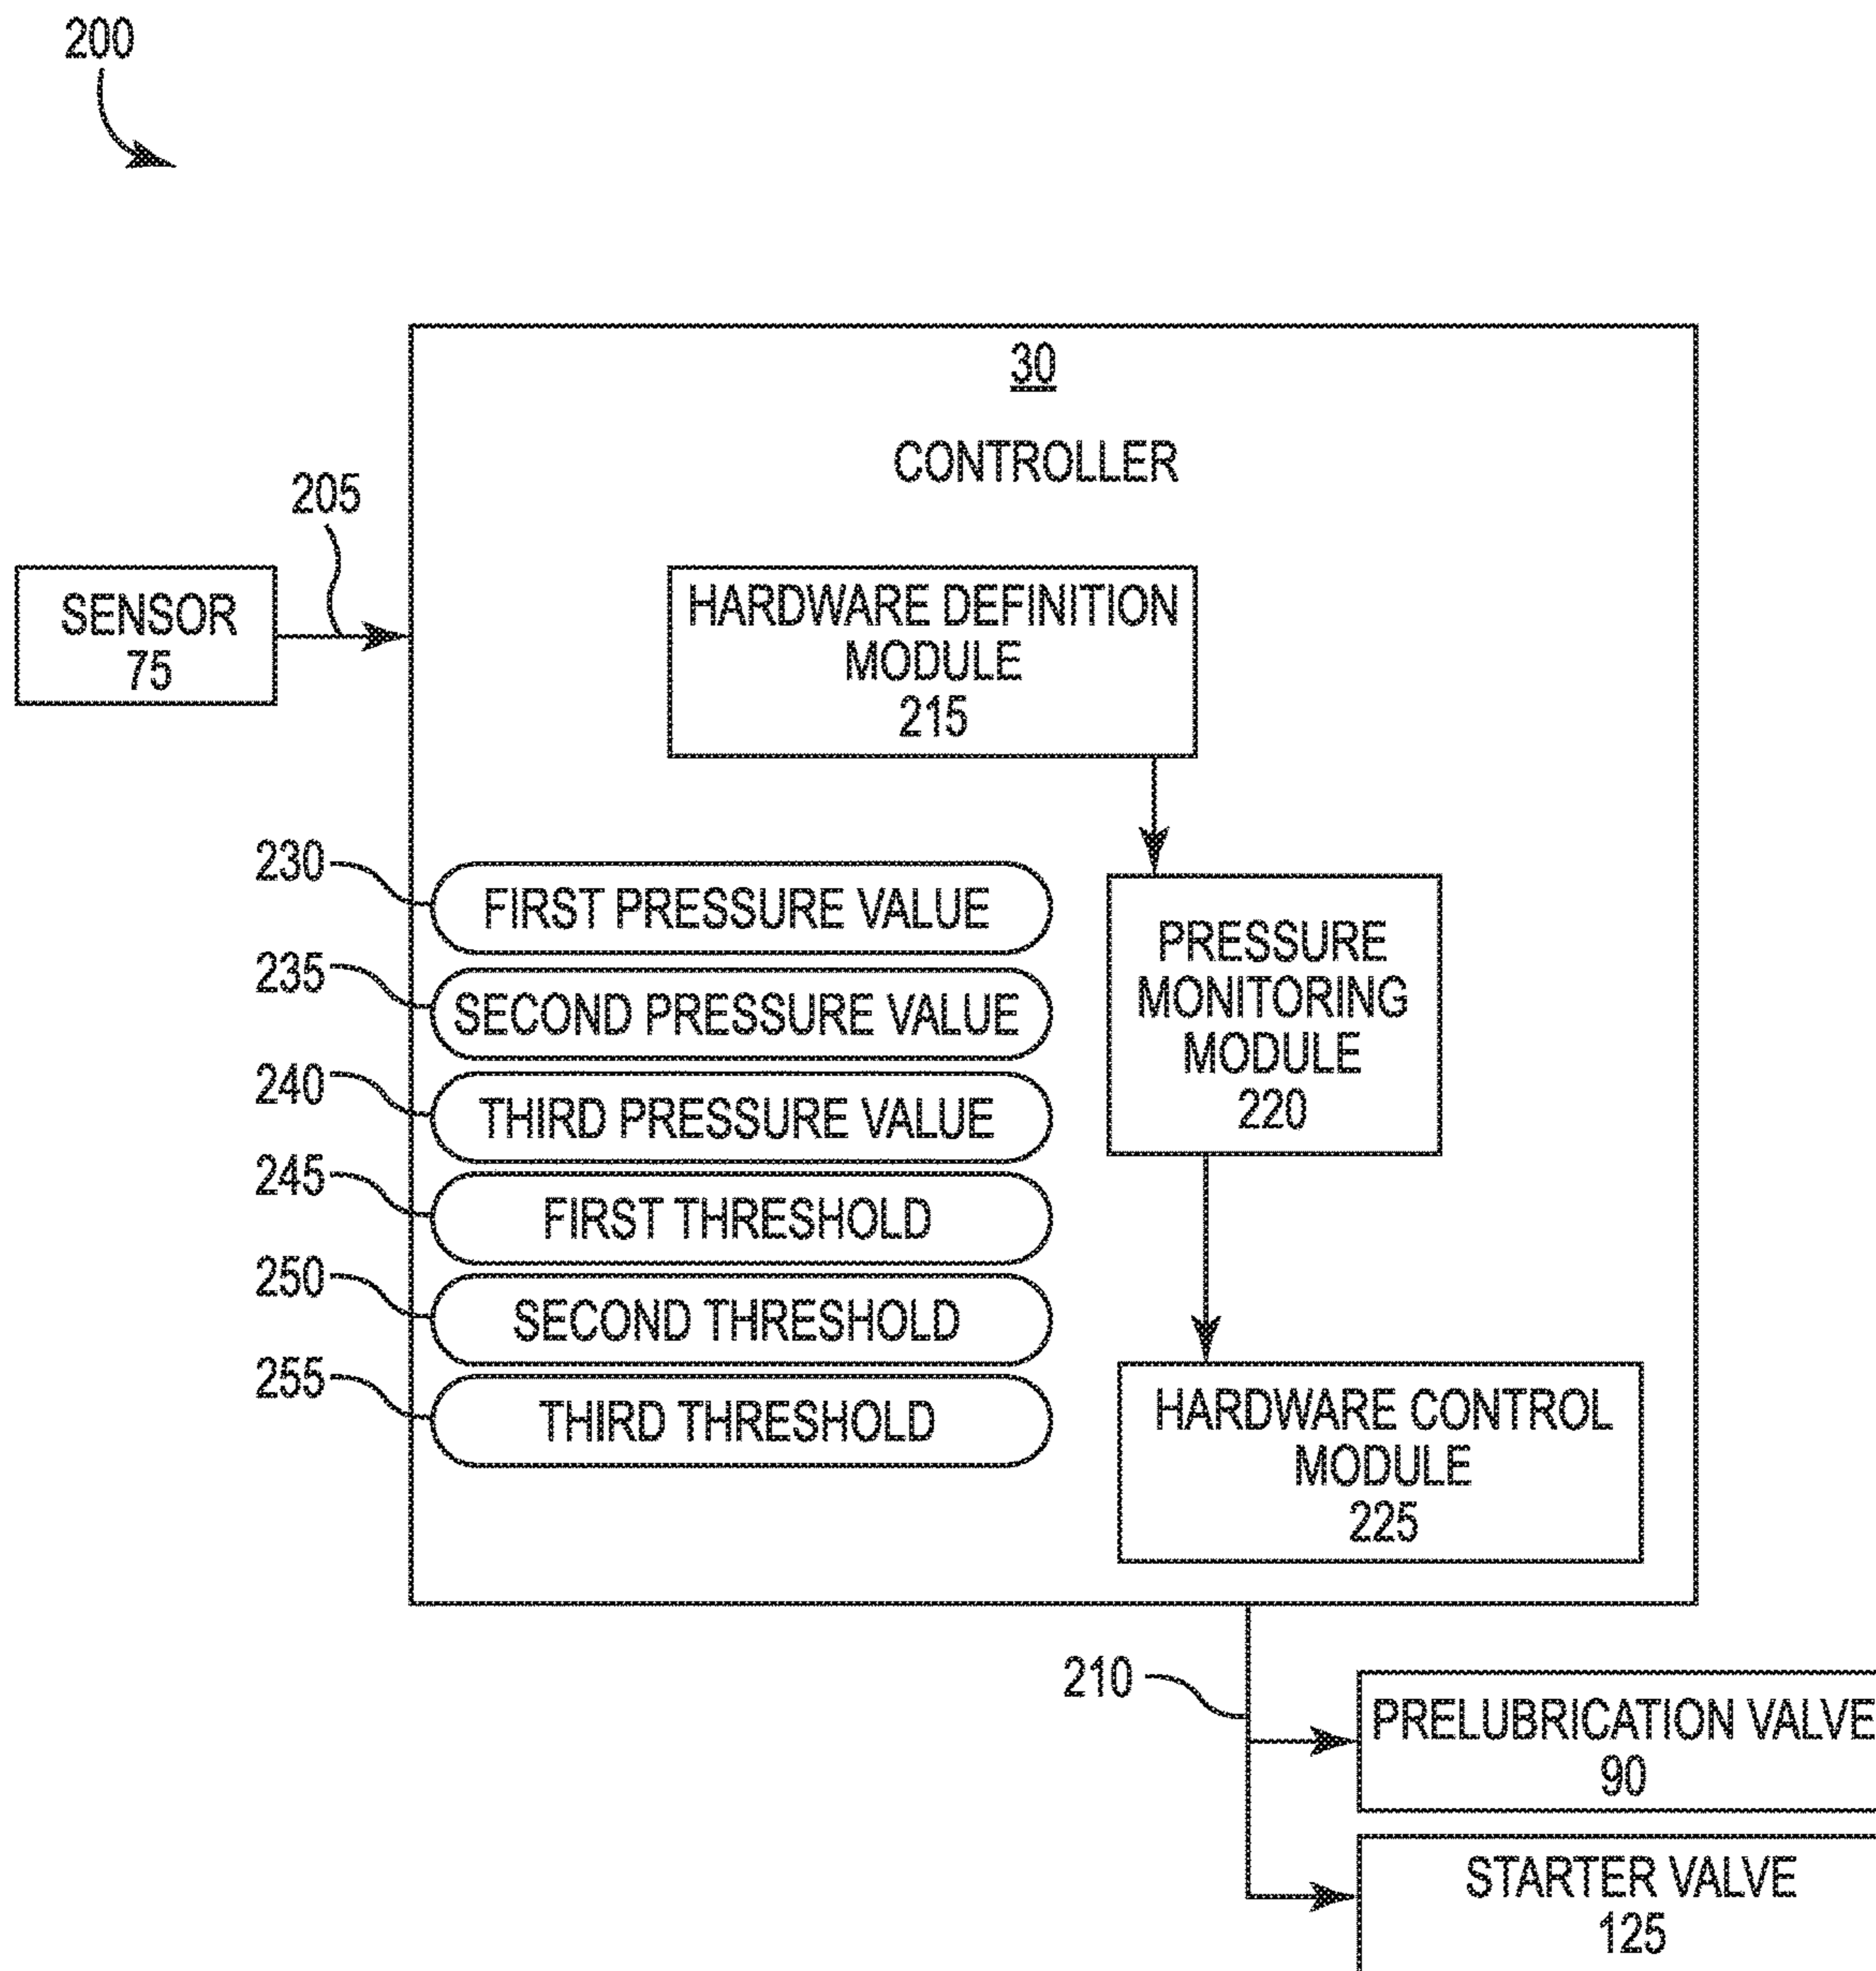 200
30
CONTROLLER
205
SENSOR
75
HARDWARE DEFINITION
MODULE
215
230
FIRST PRESSURE VALUE
235
SECOND PRESSURE VALUE
240
THIRD PRESSURE VALUE
245
FIRST THRESHOLD
250
SECOND THRESHOLD
255
THIRD THRESHOLD
PRESSURE
MONITORING
MODULE
220
HARDWARE CONTROL
MODULE
225
210
PRELUBRICATION VALVE
90
STARTER VALVE
125